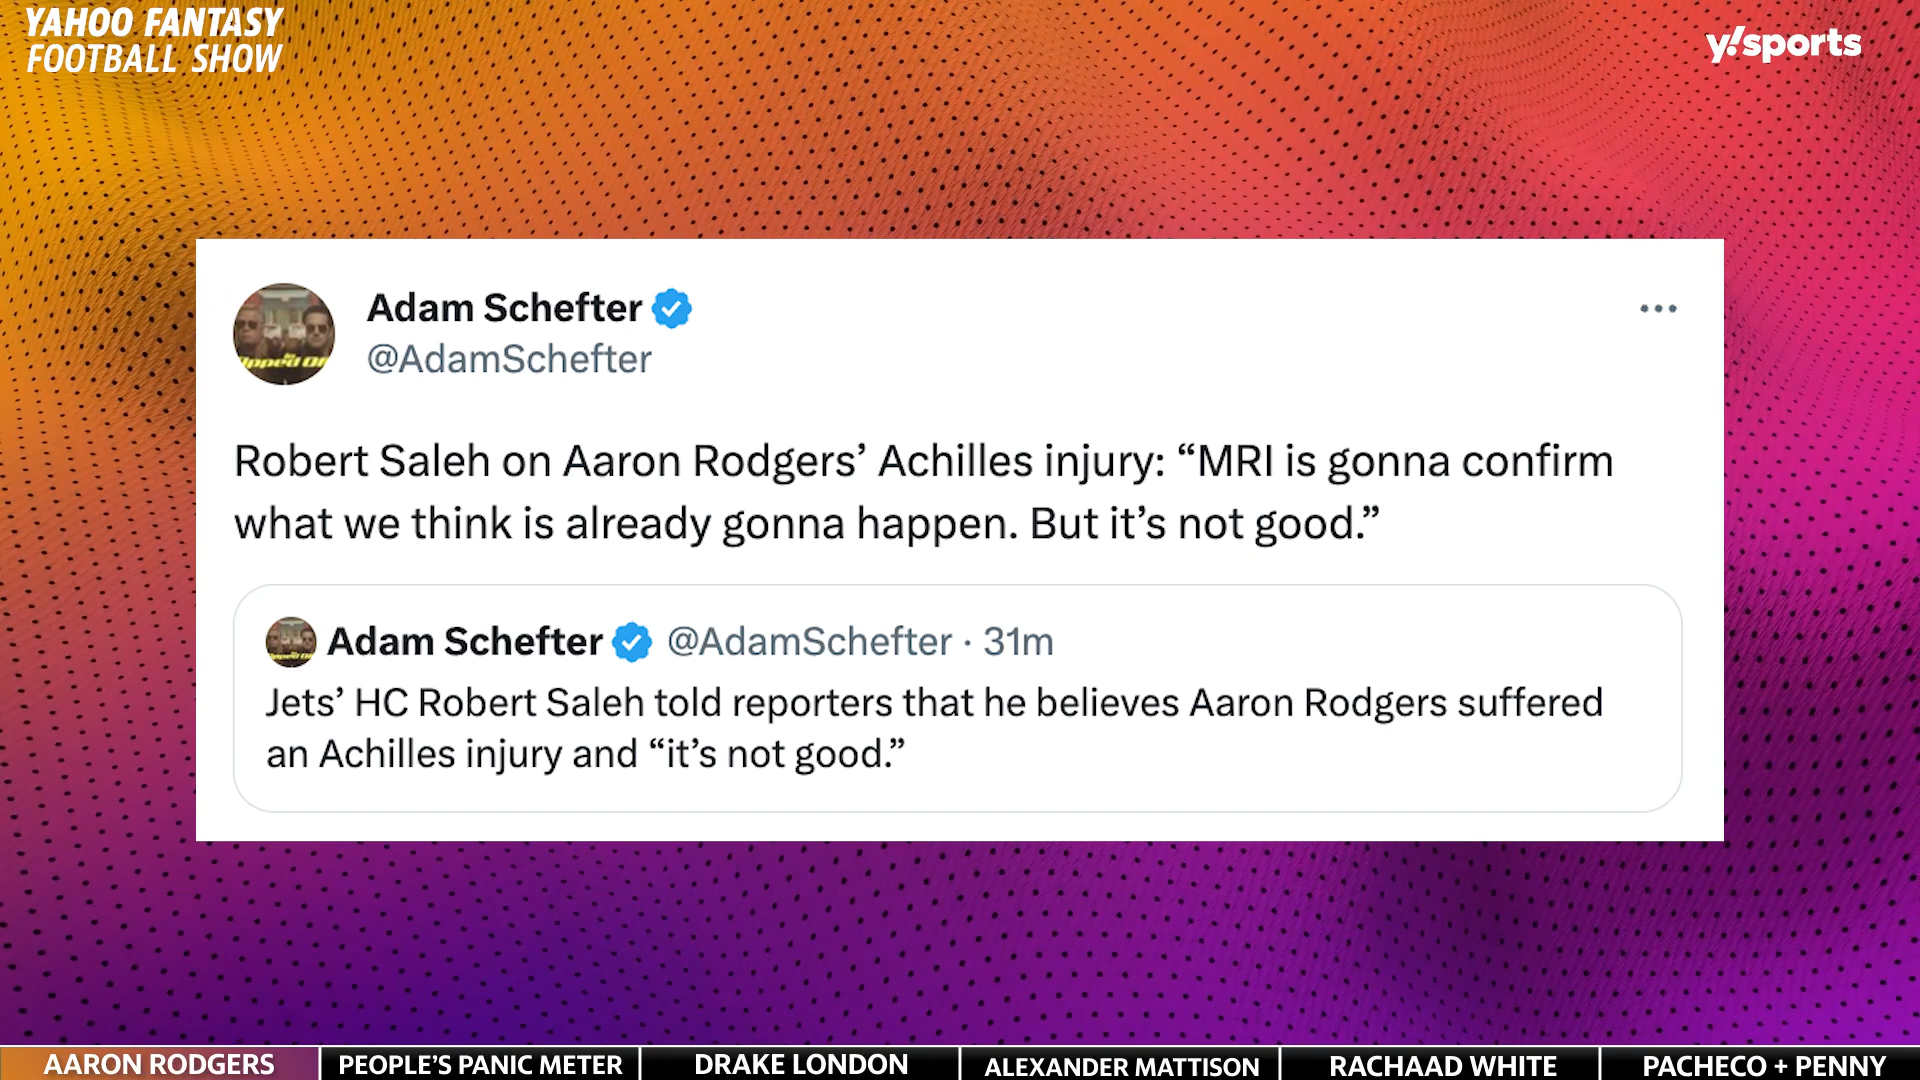 YAHOO FANTASY
FOOTBALL SHOW
y!sports
Adam Schefter
@AdamSchefter
Robert Saleh on Aaron Rodgers’ Achilles injury: “MRI is gonna confirm
what we think is already gonna happen. But it’s not good.”
Adam Schefter @AdamSchefter · 31m
Jets’ HC Robert Saleh told reporters that he believes Aaron Rodgers suffered
an Achilles injury and “it’s not good.”
AARON RODGERS
PEOPLE’S PANIC METER
DRAKE LONDON
ALEXANDER MATTISON
RACHAAD WHITE
PACHECO + PENNY